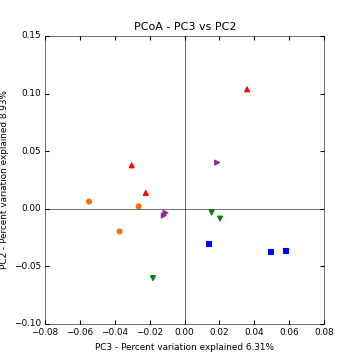 PCoA - PC3 vs PC2
0.15
0.10
0.05
0.00
−0.05
−0.10
PC2 - Percent variation explained 8.93%
−0.08 −0.06 −0.04 −0.02 0.00 0.02 0.04 0.06 0.08
PC3 - Percent variation explained 6.31%